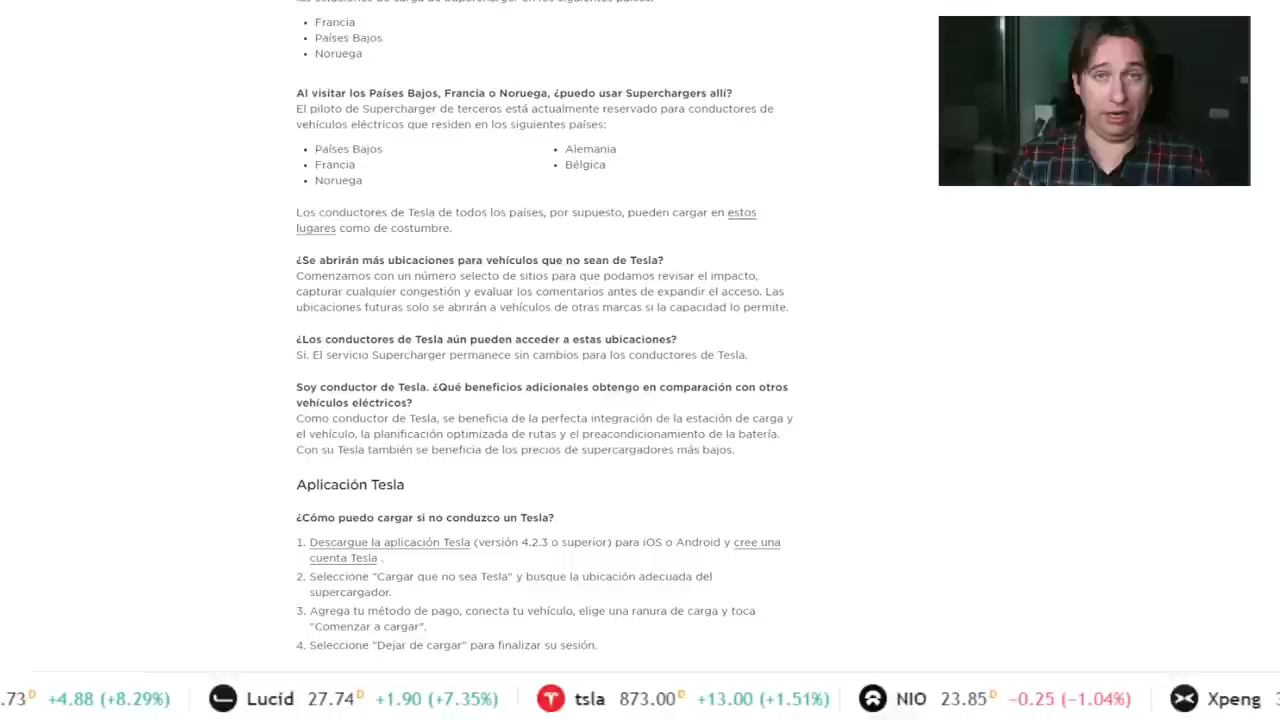 Francia
Países Bajos
Noruega
Al visitar los Países Bajos, Francia o Noruega, ¿puedo usar Superchargers allí?
El piloto de Supercharger de terceros está actualmente reservado para conductores de
vehículos eléctricos que residen en los siguientes países:
Países Bajos
Francia
Noruega
Alemania
Bélgica
Los conductores de Tesla de todos los países, por supuesto, pueden cargar en estos
lugares como de costumbre.
¿Se abrirán más ubicaciones para vehículos que no sean de Tesla?
Comenzamos con un número selecto de sitios para que podamos revisar el impacto,
capturar cualquier congestión y evaluar los comentarios antes de expandir el acceso. Las
ubicaciones futuras solo se abrirán a vehículos de otras marcas si la capacidad lo permite.
¿Los conductores de Tesla aún pueden acceder a estas ubicaciones?
Si. El servicio Supercharger permanece sin cambios para los conductores de Tesla.
Soy conductor de Tesla. ¿Qué beneficios adicionales obtengo en comparación con otros
vehículos eléctricos?
Como conductor de Tesla, se beneficia de la perfecta integración de la estación de carga y
el vehículo, la planificación optimizada de rutas y el preacondicionamiento de la batería.
Con su Tesla también se beneficia de los precios de supercargadores más bajos.
Aplicación Tesla
¿Cómo puedo cargar si no conduzco un Tesla?
1. Descargue la aplicación Tesla (versión 4.2.3 o superior) para iOS o Android y cree una
cuenta Tesla .
2. Seleccione "Cargar que no sea Tesla" y busque la ubicación adecuada del
supercargador.
3. Agrega tu método de pago, conecta tu vehículo, elige una ranura de carga y toca
"Comenzar a cargar".
4. Seleccione "Dejar de cargar" para finalizar su sesión.
.73 D +4.88 (+8.29%) Lucid 27.74 D +1.90 (+7.35%) tsla 873.00 D +13.00 (+1.51%) NIO 23.85 D −0.25 (−1.04%) Xpeng